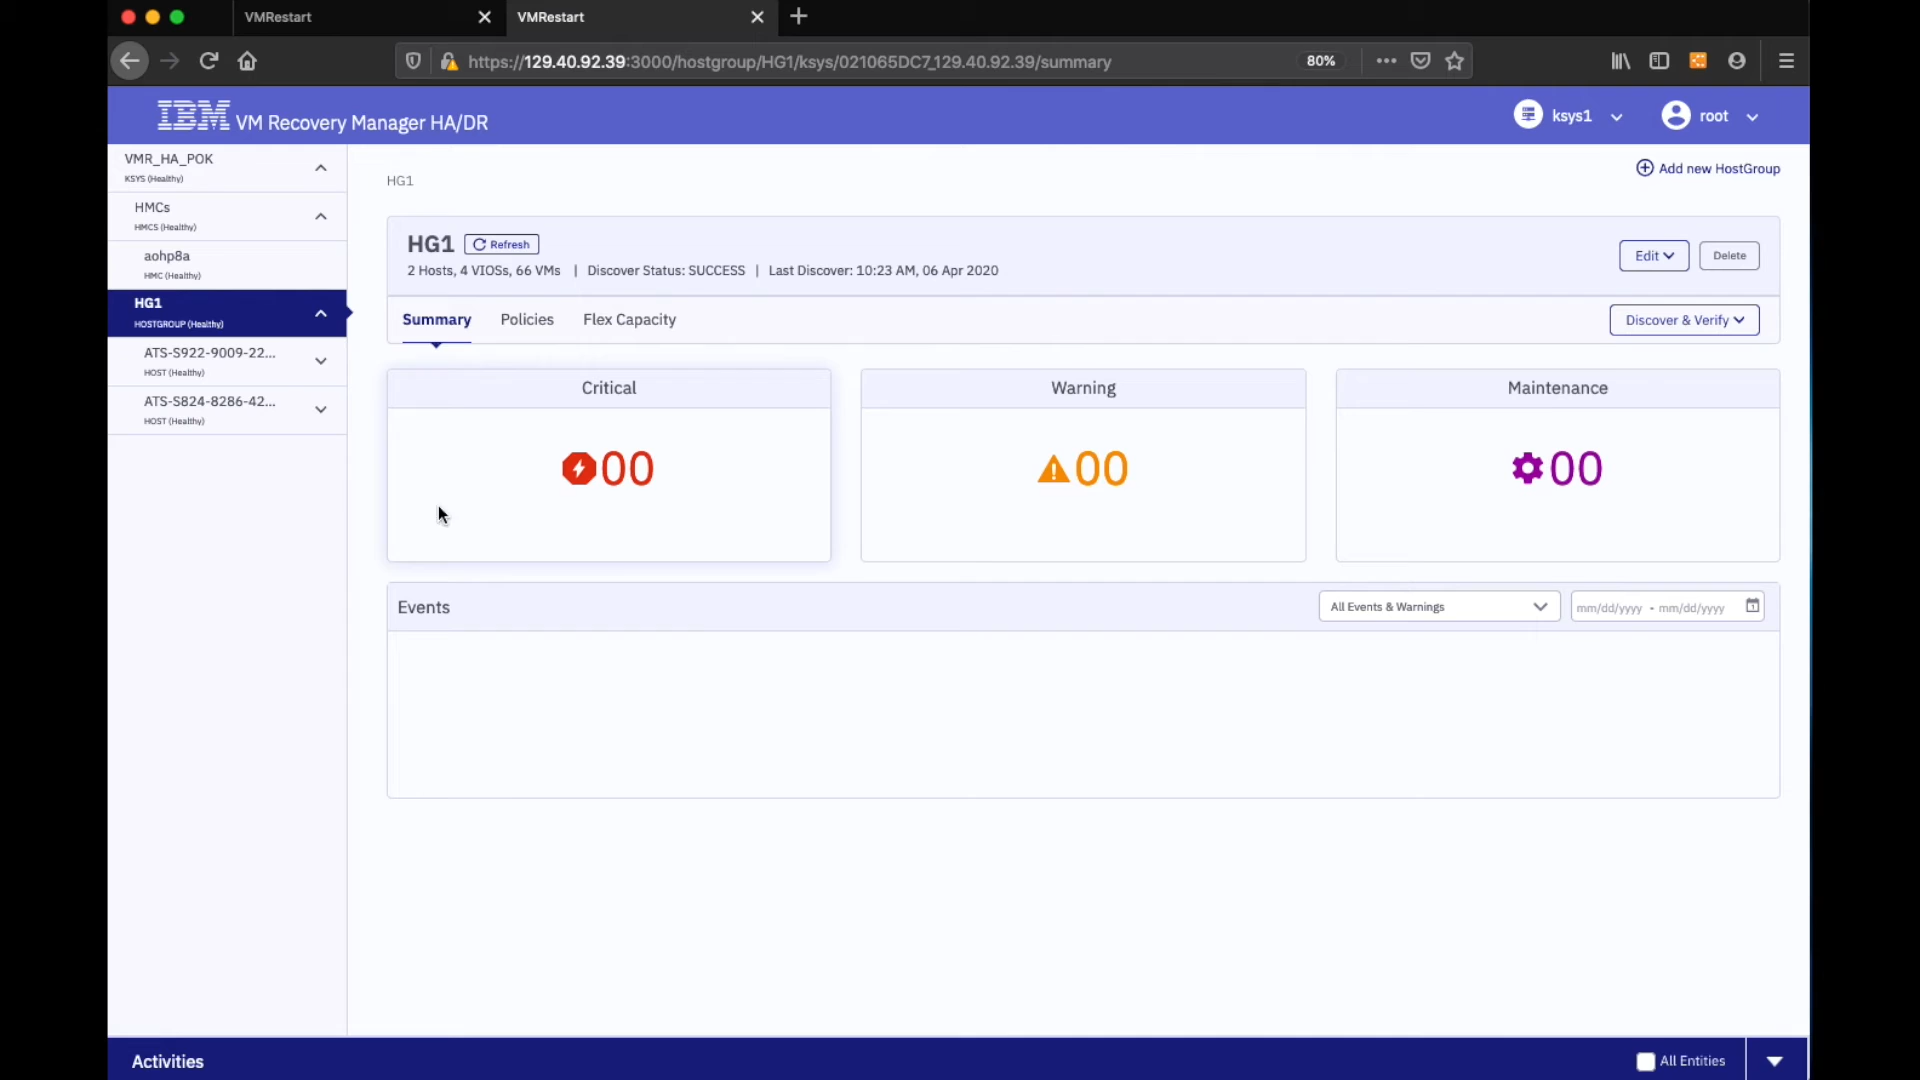 VMRestart
VMRestart
https://129.40.92.39:3000/hostgroup/HG1/ksys/021065DC7_129.40.92.39/summary
80%
IBM VM Recovery Manager HA/DR
ksys1
root
VMR_HA_POK
KSYS (Healthy)
HMCs
HMCS (Healthy)
aohp8a
HMC (Healthy)
HG1
HOSTGROUP (Healthy)
ATS-S922-9009-22...
HOST (Healthy)
ATS-S824-8286-42...
HOST (Healthy)
HG1
Add new HostGroup
HG1 Refresh
2 Hosts, 4 VIOSs, 66 VMs | Discover Status: SUCCESS | Last Discover: 10:23 AM, 06 Apr 2020
Edit
Delete
Summary
Policies
Flex Capacity
Discover & Verify
Critical
Warning
Maintenance
00
00
00
Events
All Events & Warnings
mm/dd/yyyy - mm/dd/yyyy
Activities
All Entities